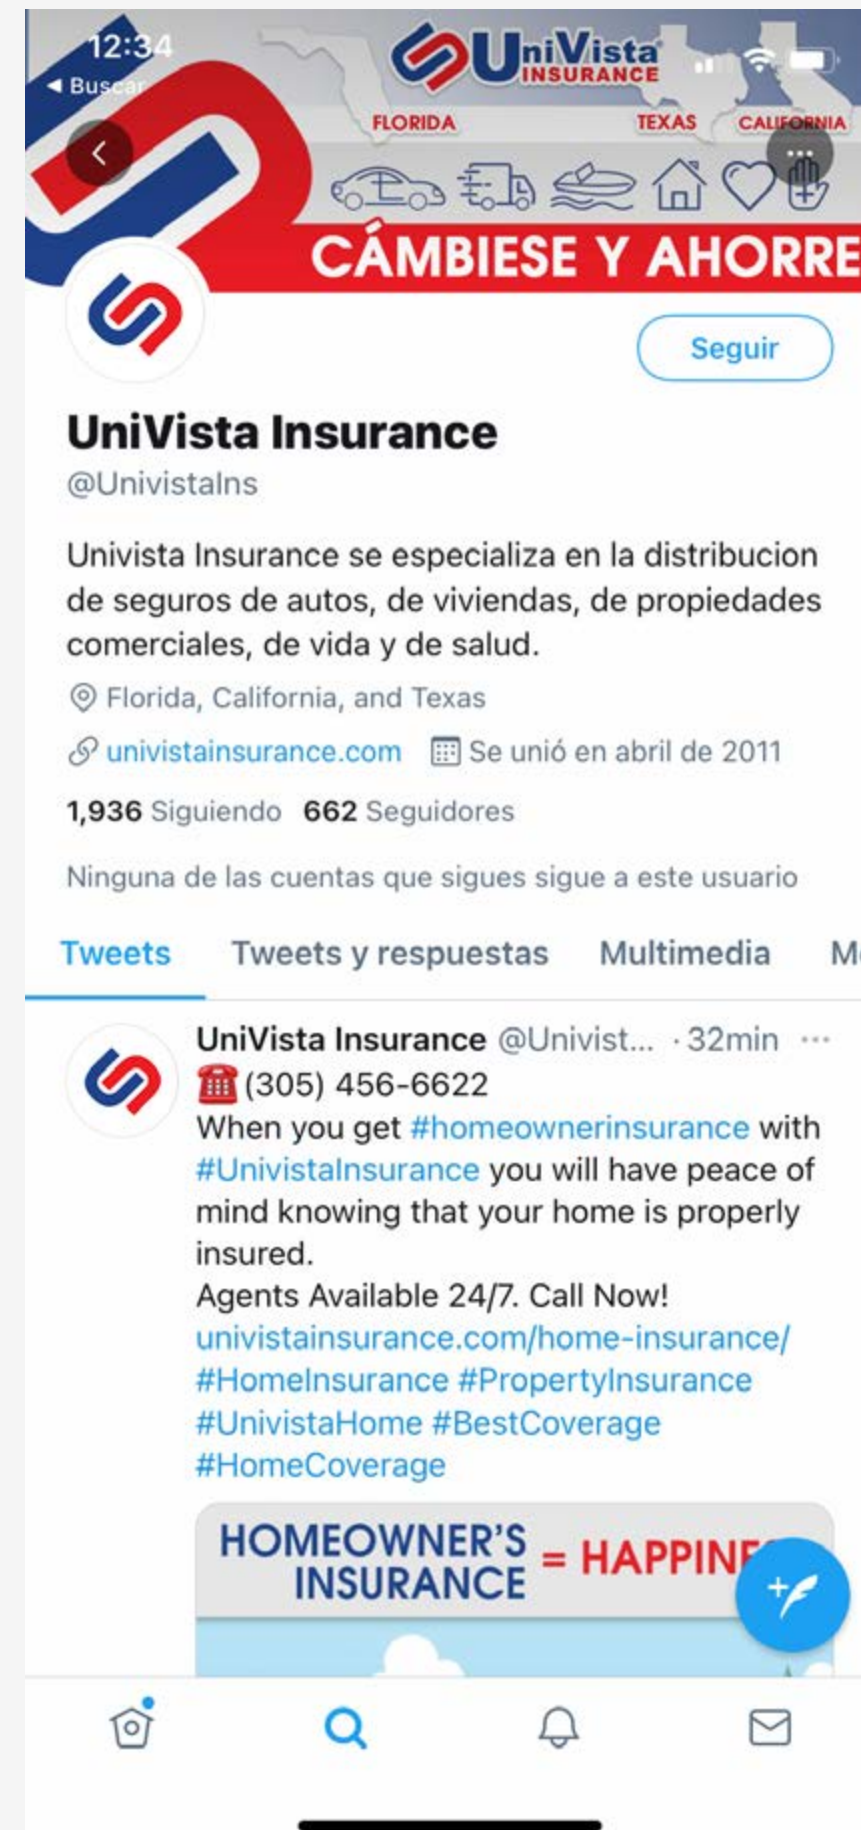 12:34
Buscar
UniVista
INSURANCE
FLORIDA
TEXAS
CALIFORNIA
CÁMBIESE Y AHORRE
Seguir
UniVista Insurance
@UnivistaIns
Univista Insurance se especializa en la distribucion
de seguros de autos, de viviendas, de propiedades
comerciales, de vida y de salud.
Florida, California, and Texas
univistainsurance.com Se unió en abril de 2011
1,936 Siguiendo 662 Seguidores
Ninguna de las cuentas que sigues sigue a este usuario
Tweets Tweets y respuestas Multimedia
UniVista Insurance @Univist... · 32min ···
(305) 456-6622
When you get #homeownerinsurance with
#UnivistaInsurance you will have peace of
mind knowing that your home is properly
insured.
Agents Available 24/7. Call Now!
univistainsurance.com/home-insurance/
#HomeInsurance #PropertyInsurance
#UnivistaHome #BestCoverage
#HomeCoverage
HOMEOWNER'S
INSURANCE
= HAPPINE